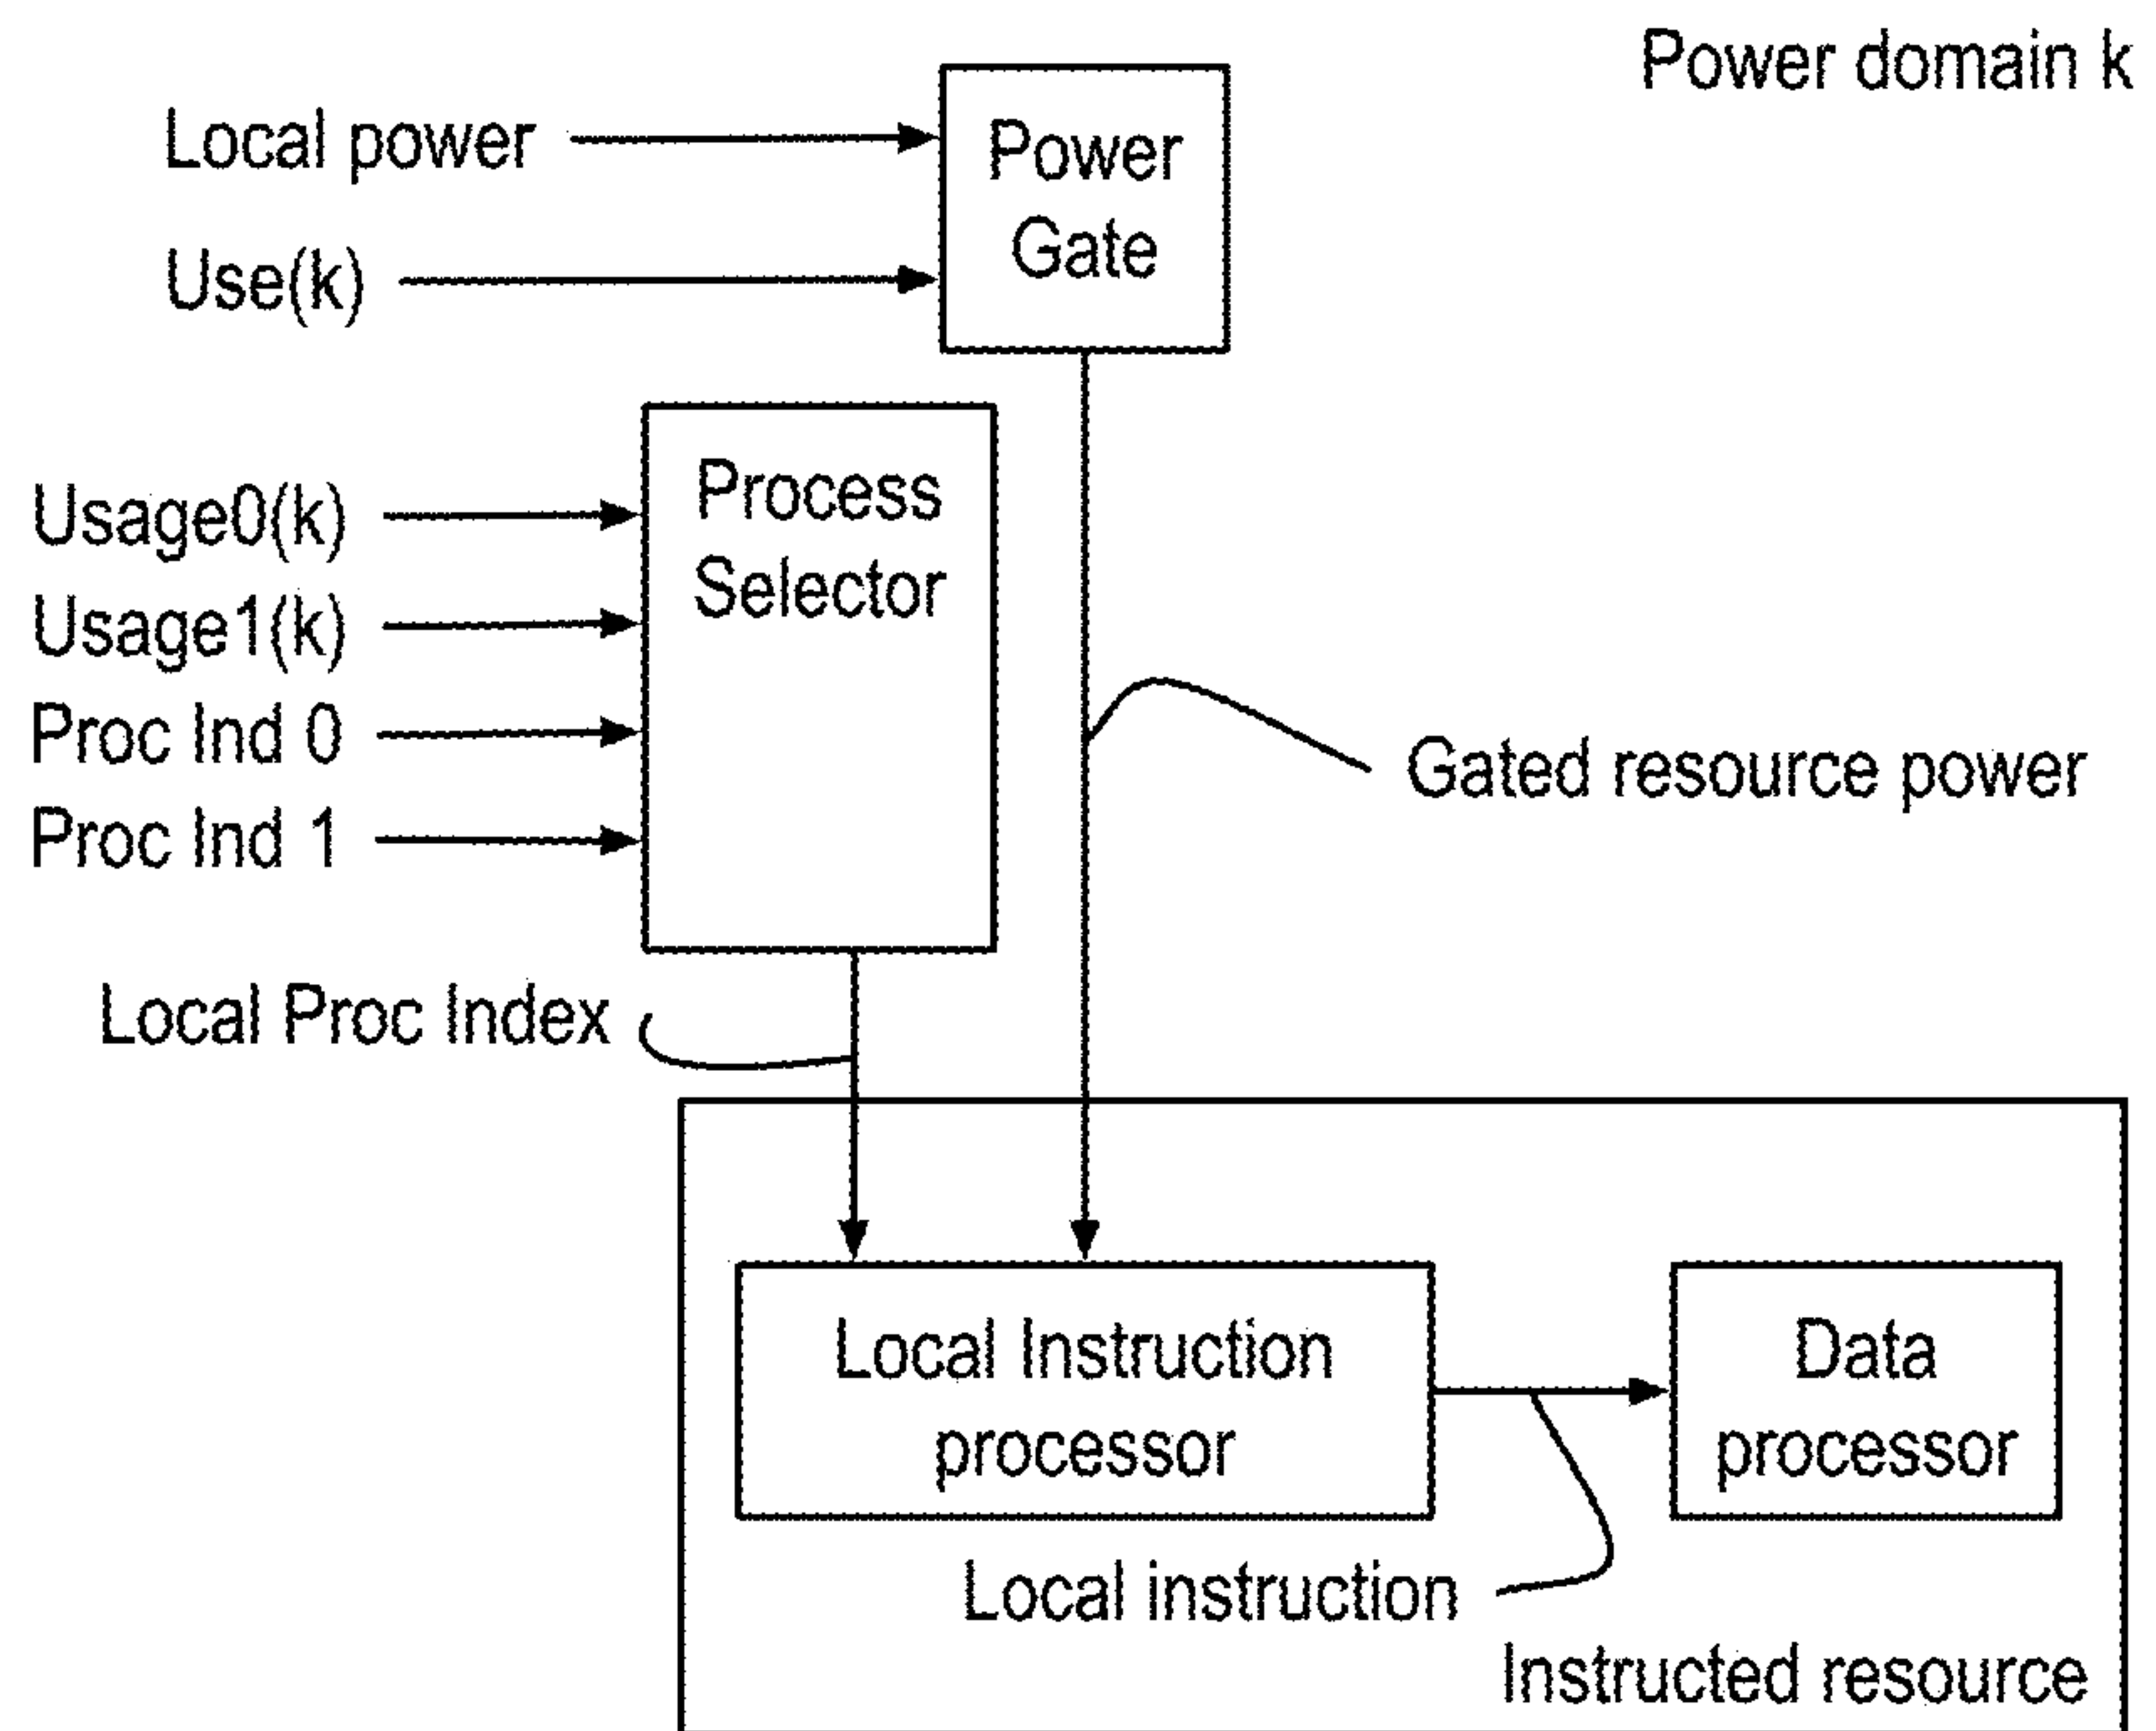 Power domain k
Local power
Power
Gate
Use(k)
Process
Selector
Usage0(k)
Usage1(k)
Proc Ind 0
Proc Ind 1
Gated resource power
Local Proc Index
Local Instruction
processor
Data
processor
Local instruction
Instructed resource